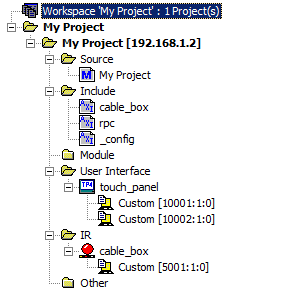 Workspace 'My Project' : 1 Project(s)
My Project
My Project [192.168.1.2]
Source
My Project
Include
cable_box
rpc
_config
Module
User Interface
touch_panel
Custom [10001:1:0]
Custom [10002:1:0]
IR
cable_box
Custom [5001:1:0]
Other